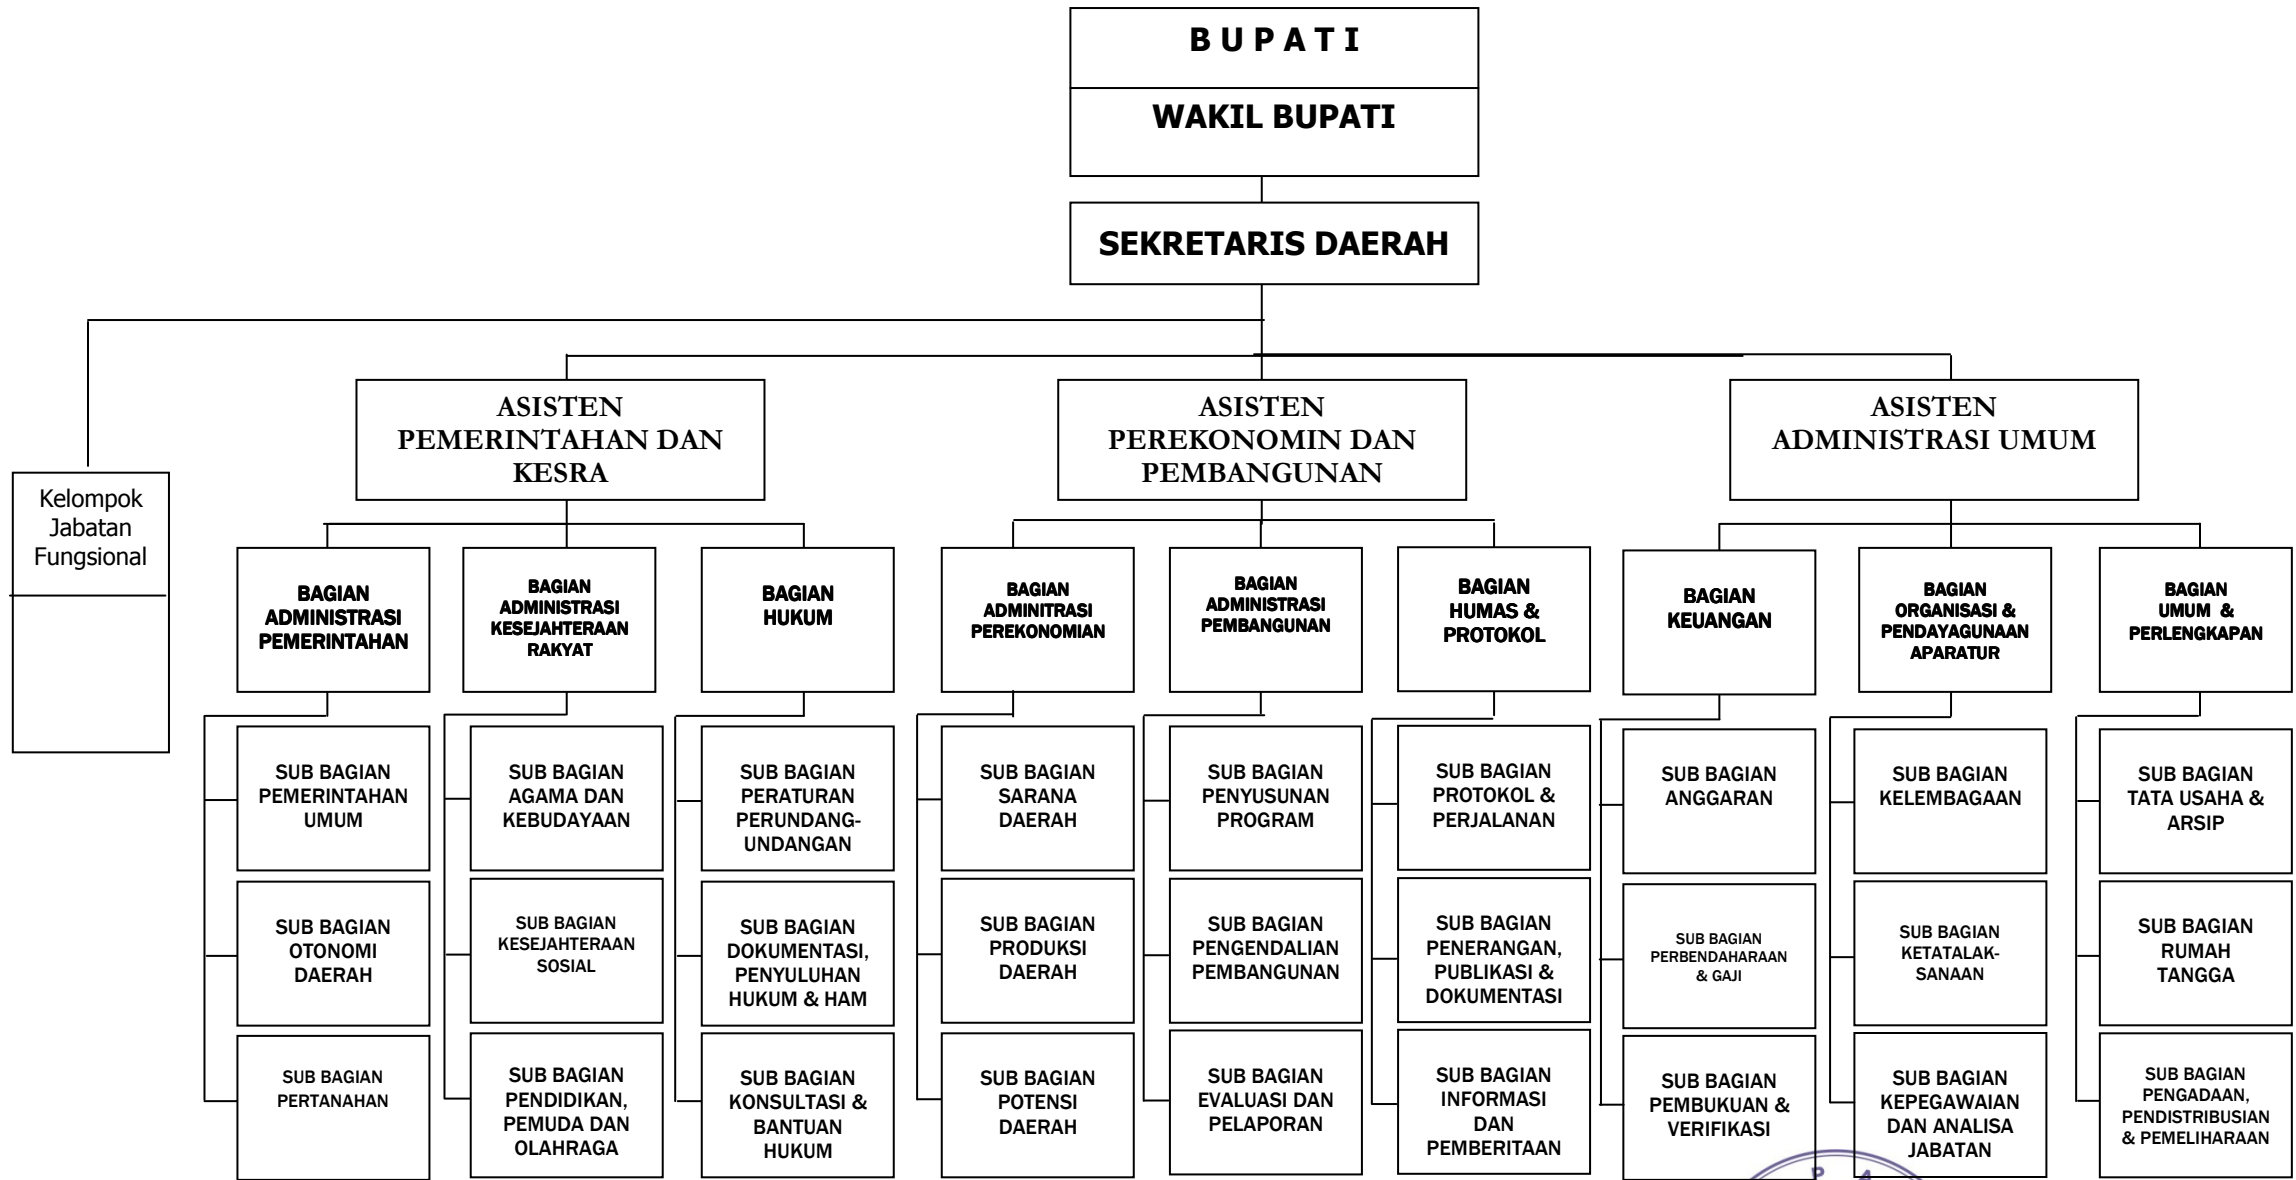 B U P A T I
WAKIL BUPATI
SEKRETARIS DAERAH
ASISTEN
PEMERINTAHAN DAN
KESRA
ASISTEN
PEREKONOMIN DAN
PEMBANGUNAN
ASISTEN
ADMINISTRASI UMUM
Kelompok
Jabatan
Fungsional
BAGIAN
ADMINISTRASI
PEMERINTAHAN
BAGIAN
ADMINISTRASI
KESEJAHTERAAN
RAKYAT
BAGIAN
HUKUM
BAGIAN
ADMINITRASI
PEREKONOMIAN
BAGIAN
ADMINISTRASI
PEMBANGUNAN
BAGIAN
HUMAS &
PROTOKOL
BAGIAN
KEUANGAN
BAGIAN
ORGANISASI &
PENDAYAGUNAAN
APARATUR
BAGIAN
UMUM &
PERLENGKAPAN
SUB BAGIAN
PEMERINTAHAN
UMUM
SUB BAGIAN
AGAMA DAN
KEBUDAYAAN
SUB BAGIAN
PERATURAN
PERUNDANG-
UNDANGAN
SUB BAGIAN
SARANA
DAERAH
SUB BAGIAN
PENYUSUNAN
PROGRAM
SUB BAGIAN
PROTOKOL &
PERJALANAN
SUB BAGIAN
ANGGARAN
SUB BAGIAN
KELEMBAGAAN
SUB BAGIAN
TATA USAHA &
ARSIP
SUB BAGIAN
OTONOMI
DAERAH
SUB BAGIAN
KESEJAHTERAAN
SOSIAL
SUB BAGIAN
DOKUMENTASI,
PENYULUHAN
HUKUM & HAM
SUB BAGIAN
PRODUKSI
DAERAH
SUB BAGIAN
PENGENDALIAN
PEMBANGUNAN
SUB BAGIAN
PENERANGAN,
PUBLIKASI &
DOKUMENTASI
SUB BAGIAN
PERBENDAHARAAN
& GAJI
SUB BAGIAN
KETATALAK-
SANAAN
SUB BAGIAN
RUMAH
TANGGA
SUB BAGIAN
PERTANAHAN
SUB BAGIAN
PENDIDIKAN,
PEMUDA DAN
OLAHRAGA
SUB BAGIAN
KONSULTASI &
BANTUAN
HUKUM
SUB BAGIAN
POTENSI
DAERAH
SUB BAGIAN
EVALUASI DAN
PELAPORAN
SUB BAGIAN
INFORMASI
DAN
PEMBERITAAN
SUB BAGIAN
PEMBUKUAN &
VERIFIKASI
SUB BAGIAN
KEPEGAWAIAN
DAN ANALISA
JABATAN
SUB BAGIAN
PENGADAAN,
PENDISTRIBUSIAN
& PEMELIHARAAN